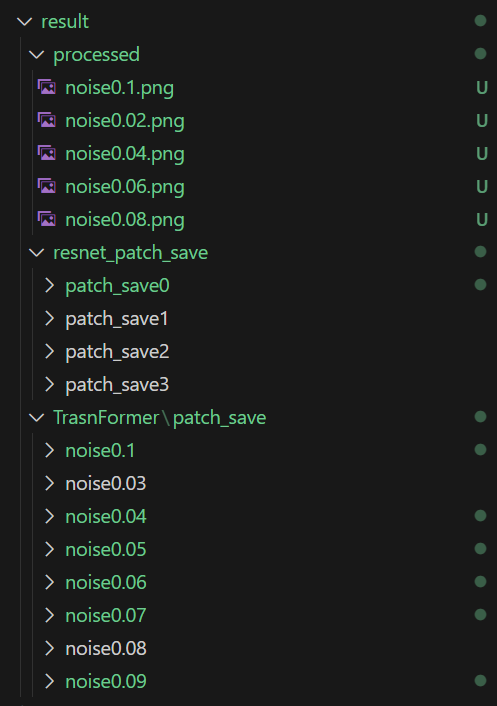 result
processed
noise0.1.png U
noise0.02.png U
noise0.04.png U
noise0.06.png U
noise0.08.png U
resnet_patch_save
patch_save0
patch_save1
patch_save2
patch_save3
TrasnFormer\patch_save
noise0.1
noise0.03
noise0.04
noise0.05
noise0.06
noise0.07
noise0.08
noise0.09